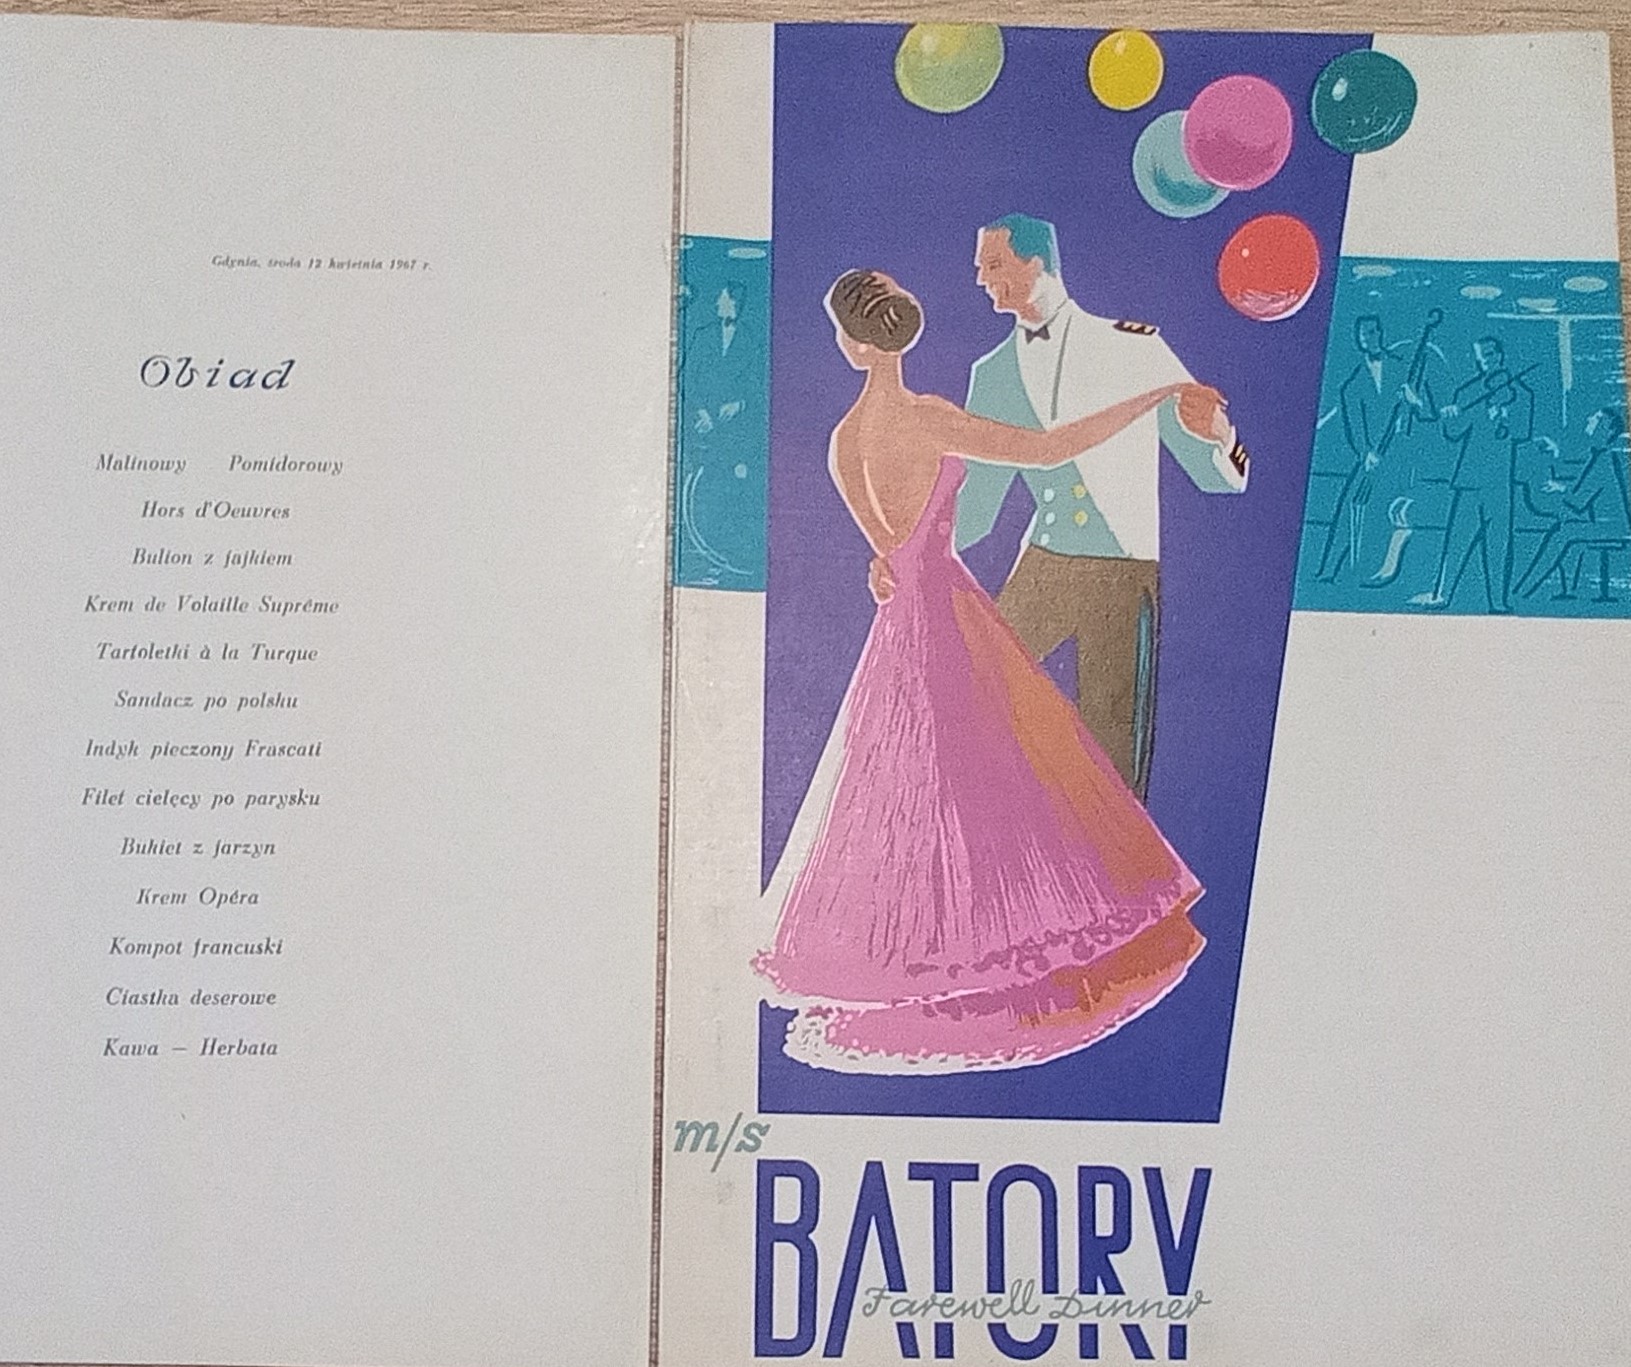 Gdynia, środa 12 kwietnia 1967 r.
Obiad
Malinowy Pomidorowy
Hors d'Oeuvres
Bulion z jajkiem
Krem de Volaille Suprême
Tartoletki à la Turque
Sandacz po polsku
Indyk pieczony Frascati
Filet cielęcy po parysku
Bukiet z jarzyn
Krem Opéra
Kompot francuski
Ciastka deserowe
Kawa — Herbata
m/s
BATORY
Farewell Dinner